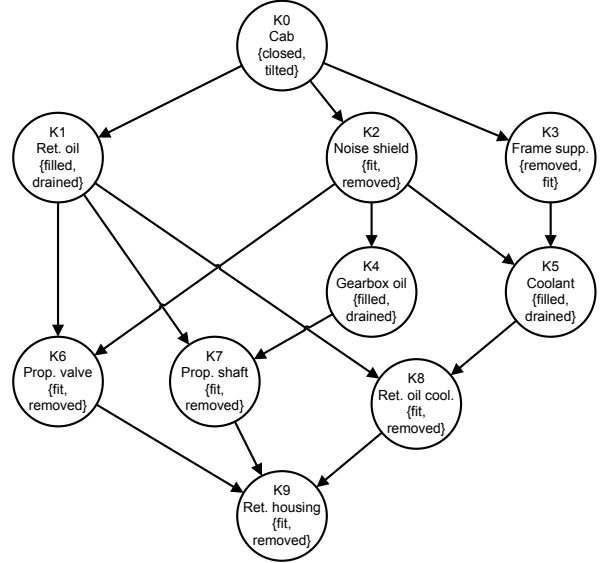 K0
Cab
{closed,
tilted}
K1
Ret. oil
{filled,
drained}
K2
Noise shield
{fit,
removed}
K3
Frame supp.
{removed,
fit}
K4
Gearbox oil
{filled,
drained}
K5
Coolant
{filled,
drained}
K6
Prop. valve
{fit,
removed}
K7
Prop. shaft
{fit,
removed}
K8
Ret. oil cool.
{fit,
removed}
K9
Ret. housing
{fit,
removed}